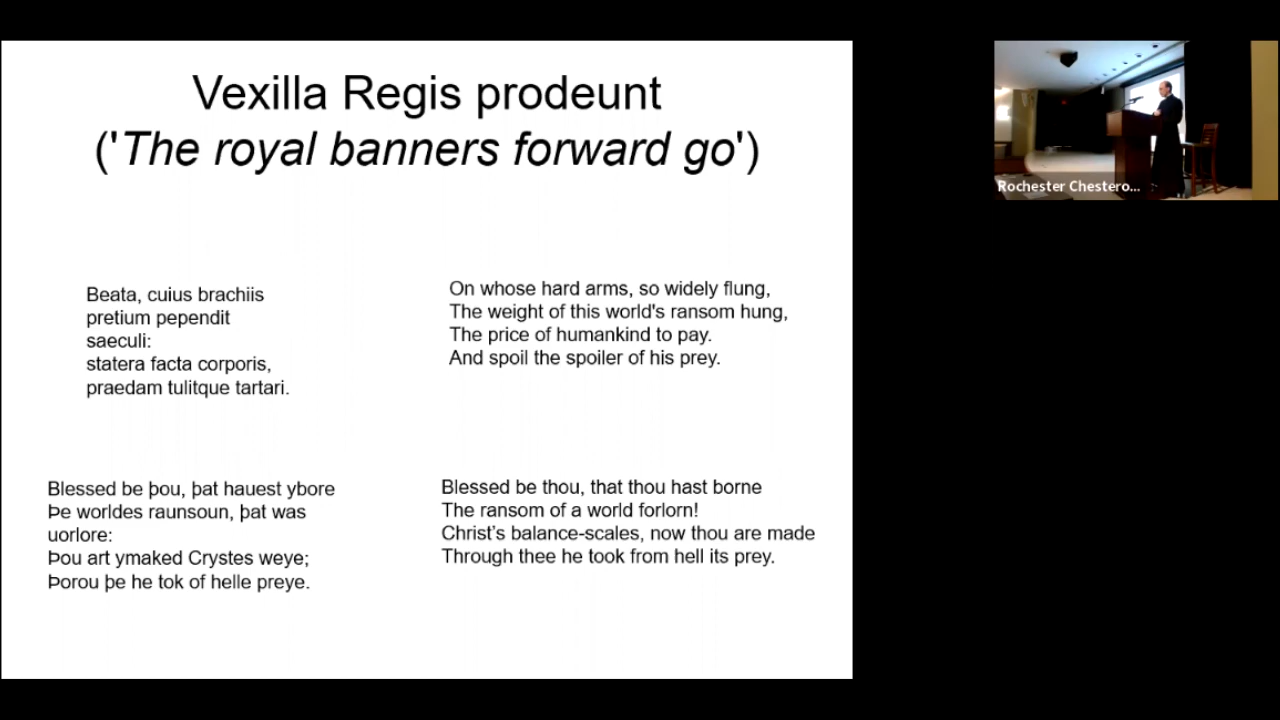 Vexilla Regis prodeunt
('The royal banners forward go')
Beata, cuius brachiis
pretium pependit
saeculi:
statera facta corporis,
praedam tulitque tartari.
On whose hard arms, so widely flung,
The weight of this world's ransom hung,
The price of humankind to pay.
And spoil the spoiler of his prey.
Blessed be þou, þat hauest ybore
Þe worldes raunsoun, þat was
uorlore:
Þou art ymaked Crystes weye;
Þorou þe he tok of helle preye.
Blessed be thou, that thou hast borne
The ransom of a world forlorn!
Christ’s balance-scales, now thou are made
Through thee he took from hell its prey.
Rochester Chestero...